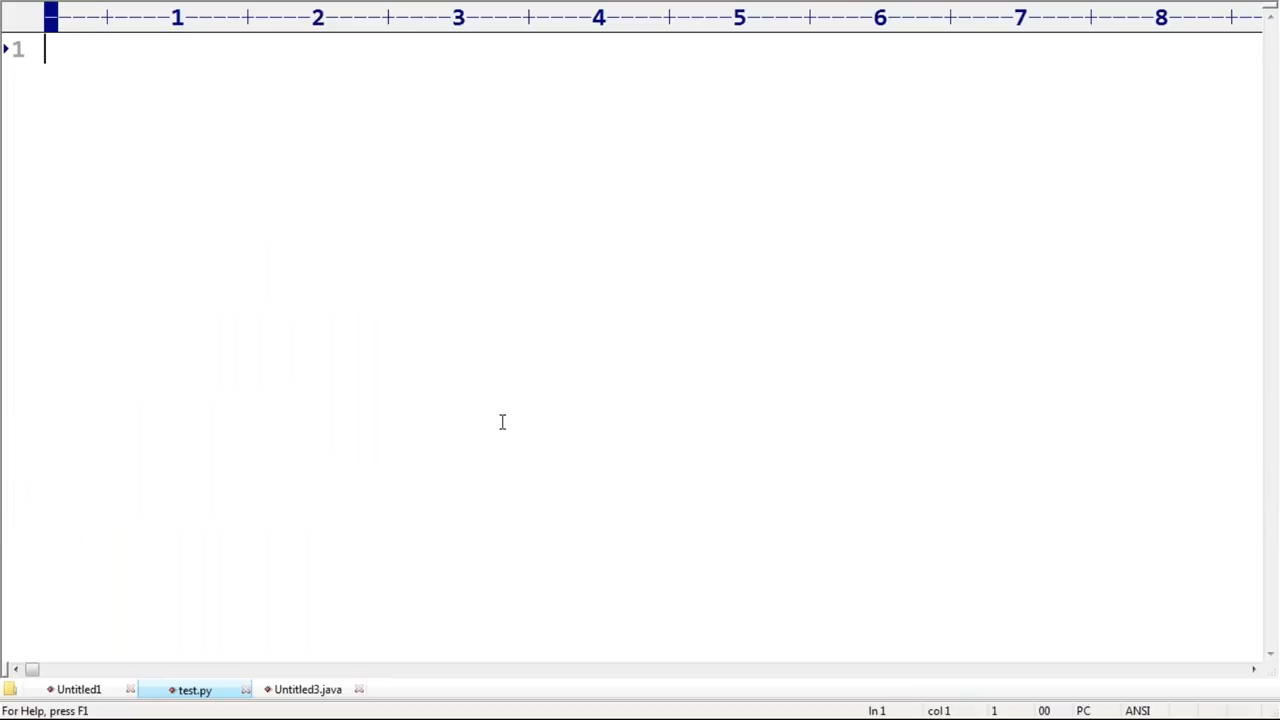 1 2 3 4 5 6 7 8
1
Untitled1 test.py Untitled3.java
For Help, press F1 ln 1 col 1 1 00 PC ANSI